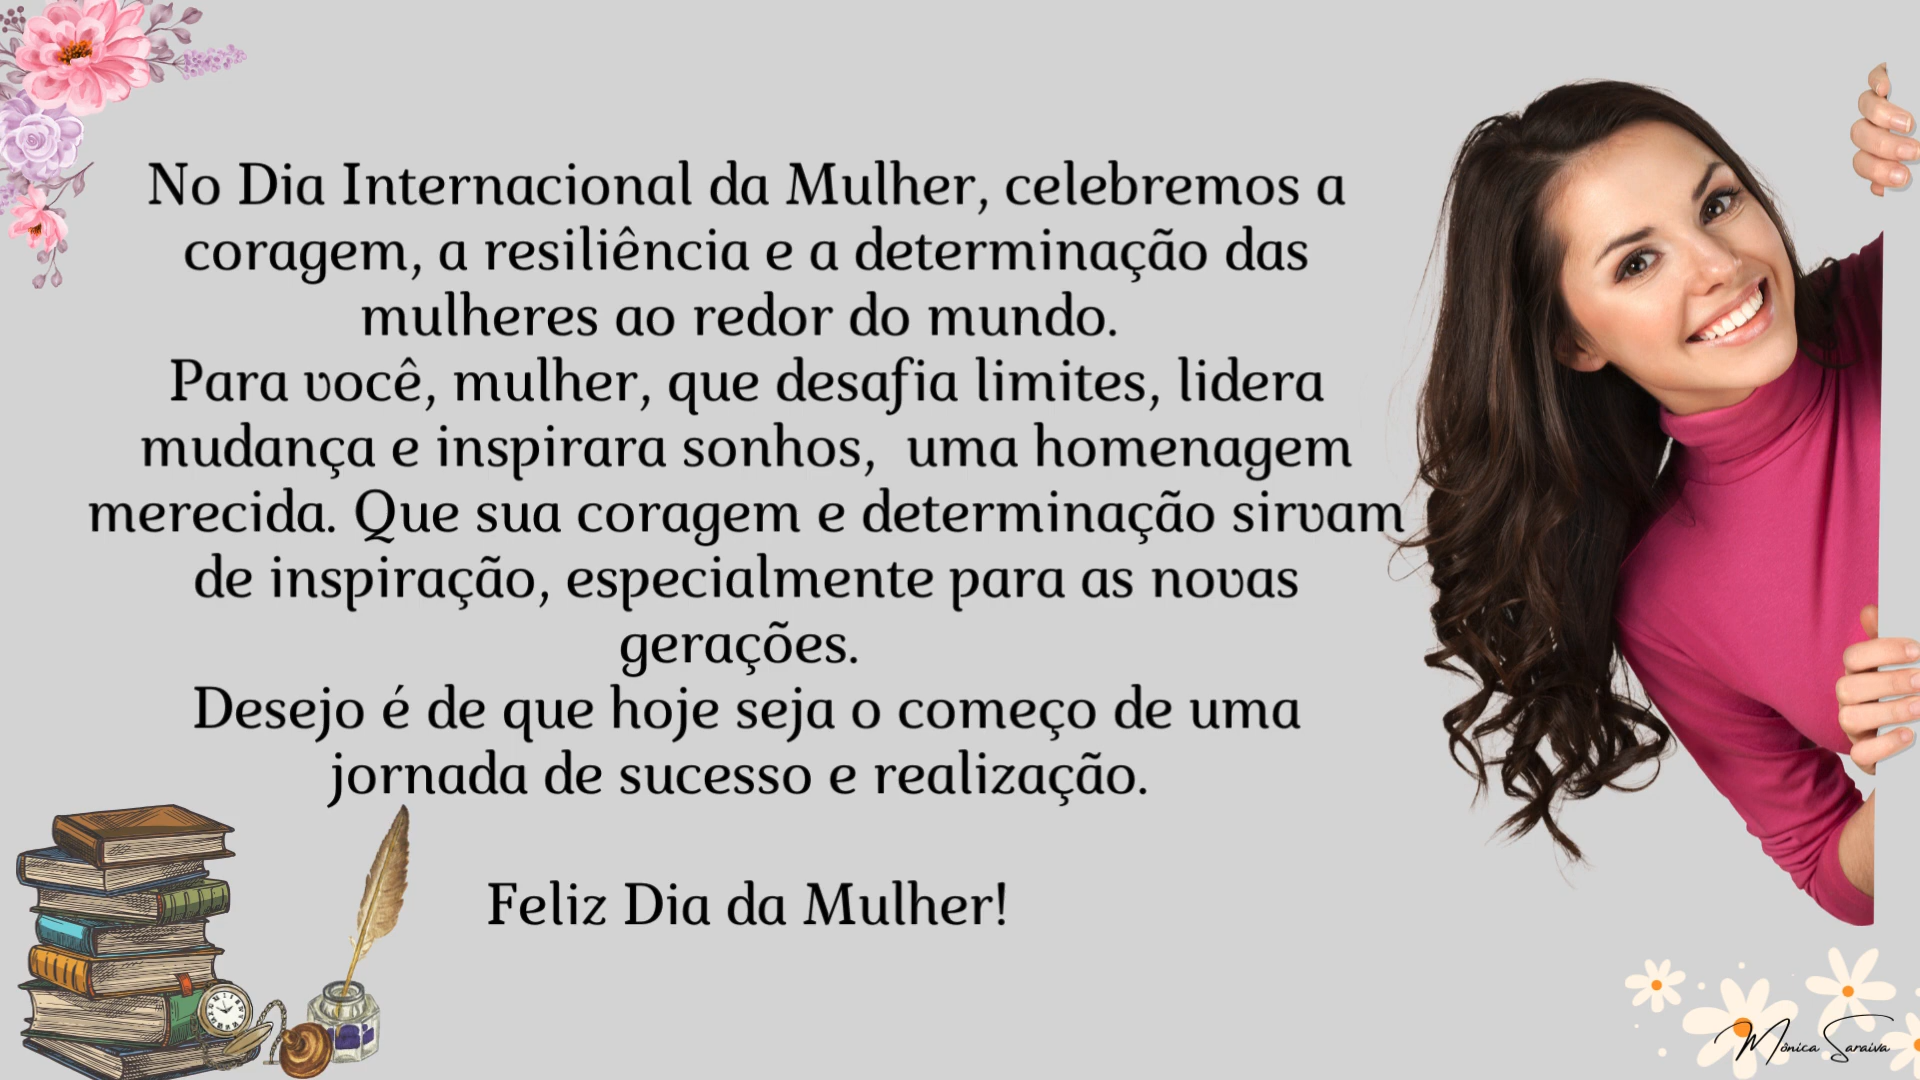 No Dia Internacional da Mulher, celebremos a
coragem, a resiliência e a determinação das
mulheres ao redor do mundo.
Para você, mulher, que desafia limites, lidera
mudança e inspirara sonhos,  uma homenagem
merecida. Que sua coragem e determinação sirvam
de inspiração, especialmente para as novas
gerações.
Desejo é de que hoje seja o começo de uma
jornada de sucesso e realização.
Feliz Dia da Mulher!
Mônica Saraiva